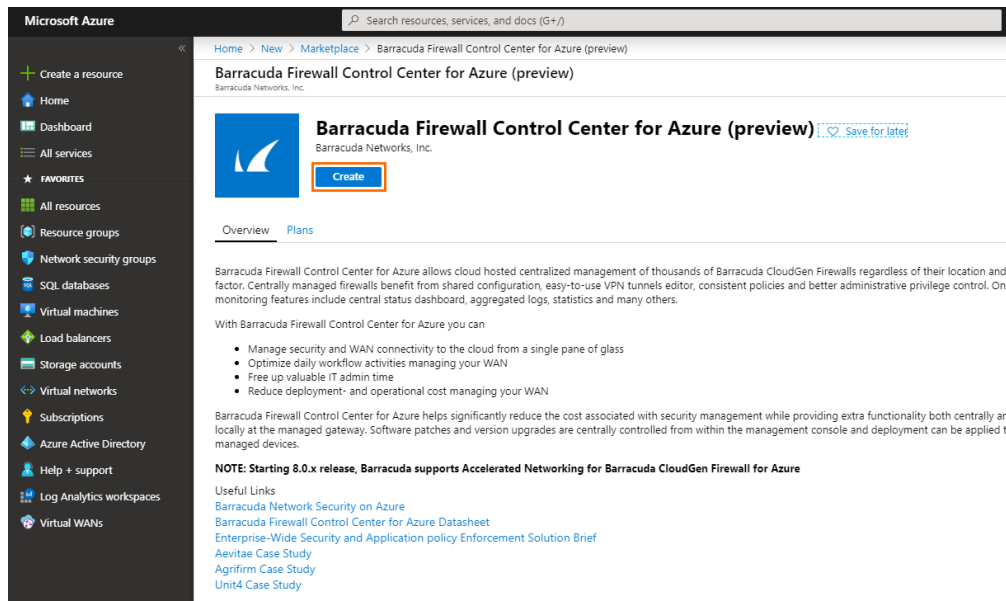 Microsoft Azure
Search resources, services, and docs (G+/)
«
Home > New > Marketplace > Barracuda Firewall Control Center for Azure (preview)
Create a resource
Home
Dashboard
All services
FAVORITES
All resources
Resource groups
Network security groups
SQL databases
Virtual machines
Load balancers
Storage accounts
Virtual networks
Subscriptions
Azure Active Directory
Help + support
Log Analytics workspaces
Virtual WANs
Barracuda Firewall Control Center for Azure (preview)
Barracuda Networks, Inc.
Barracuda Firewall Control Center for Azure (preview)
Save for later
Barracuda Networks, Inc.
Create
Overview Plans
Barracuda Firewall Control Center for Azure allows cloud hosted centralized management of thousands of Barracuda CloudGen Firewalls regardless of their location and
factor. Centrally managed firewalls benefit from shared configuration, easy-to-use VPN tunnels editor, consistent policies and better administrative privilege control. On
monitoring features include central status dashboard, aggregated logs, statistics and many others.
With Barracuda Firewall Control Center for Azure you can
• Manage security and WAN connectivity to the cloud from a single pane of glass
• Optimize daily workflow activities managing your WAN
• Free up valuable IT admin time
• Reduce deployment- and operational cost managing your WAN
Barracuda Firewall Control Center for Azure helps significantly reduce the cost associated with security management while providing extra functionality both centrally
locally at the managed gateway. Software patches and version upgrades are centrally controlled from within the management console and deployment can be applied
managed devices.
NOTE: Starting 8.0.x release, Barracuda supports Accelerated Networking for Barracuda CloudGen Firewall for Azure
Useful Links
Barracuda Network Security on Azure
Barracuda Firewall Control Center for Azure Datasheet
Enterprise-Wide Security and Application policy Enforcement Solution Brief
Aevitae Case Study
Agrifirm Case Study
Unit4 Case Study